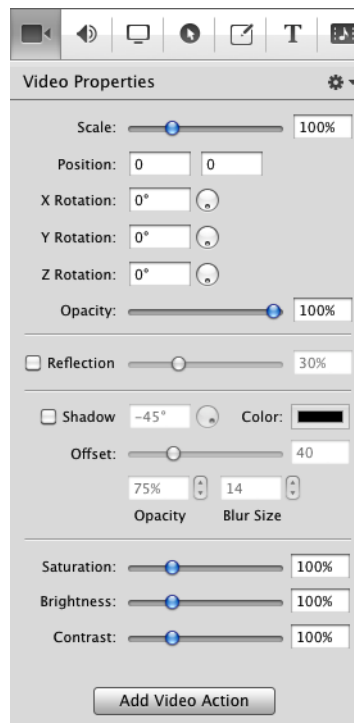 T
Video Properties
Scale: 100%
Position: 0 0
X Rotation: 0°
Y Rotation: 0°
Z Rotation: 0°
Opacity: 100%
Reflection 30%
Shadow -45° Color:
Offset: 40
75% 14
Opacity Blur Size
Saturation: 100%
Brightness: 100%
Contrast: 100%
Add Video Action